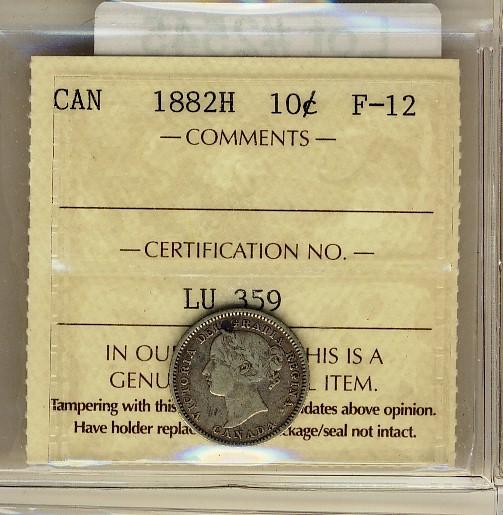 CAN 1882H 10¢ F-12
— COMMENTS —
— CERTIFICATION NO. —
LU 359
VICTORIA DEI GRATIA REGINA
CANADA
IN OU HIS IS A
GENU L ITEM.
Tampering with this dates above opinion.
Have holder replac ckage/seal not intact.